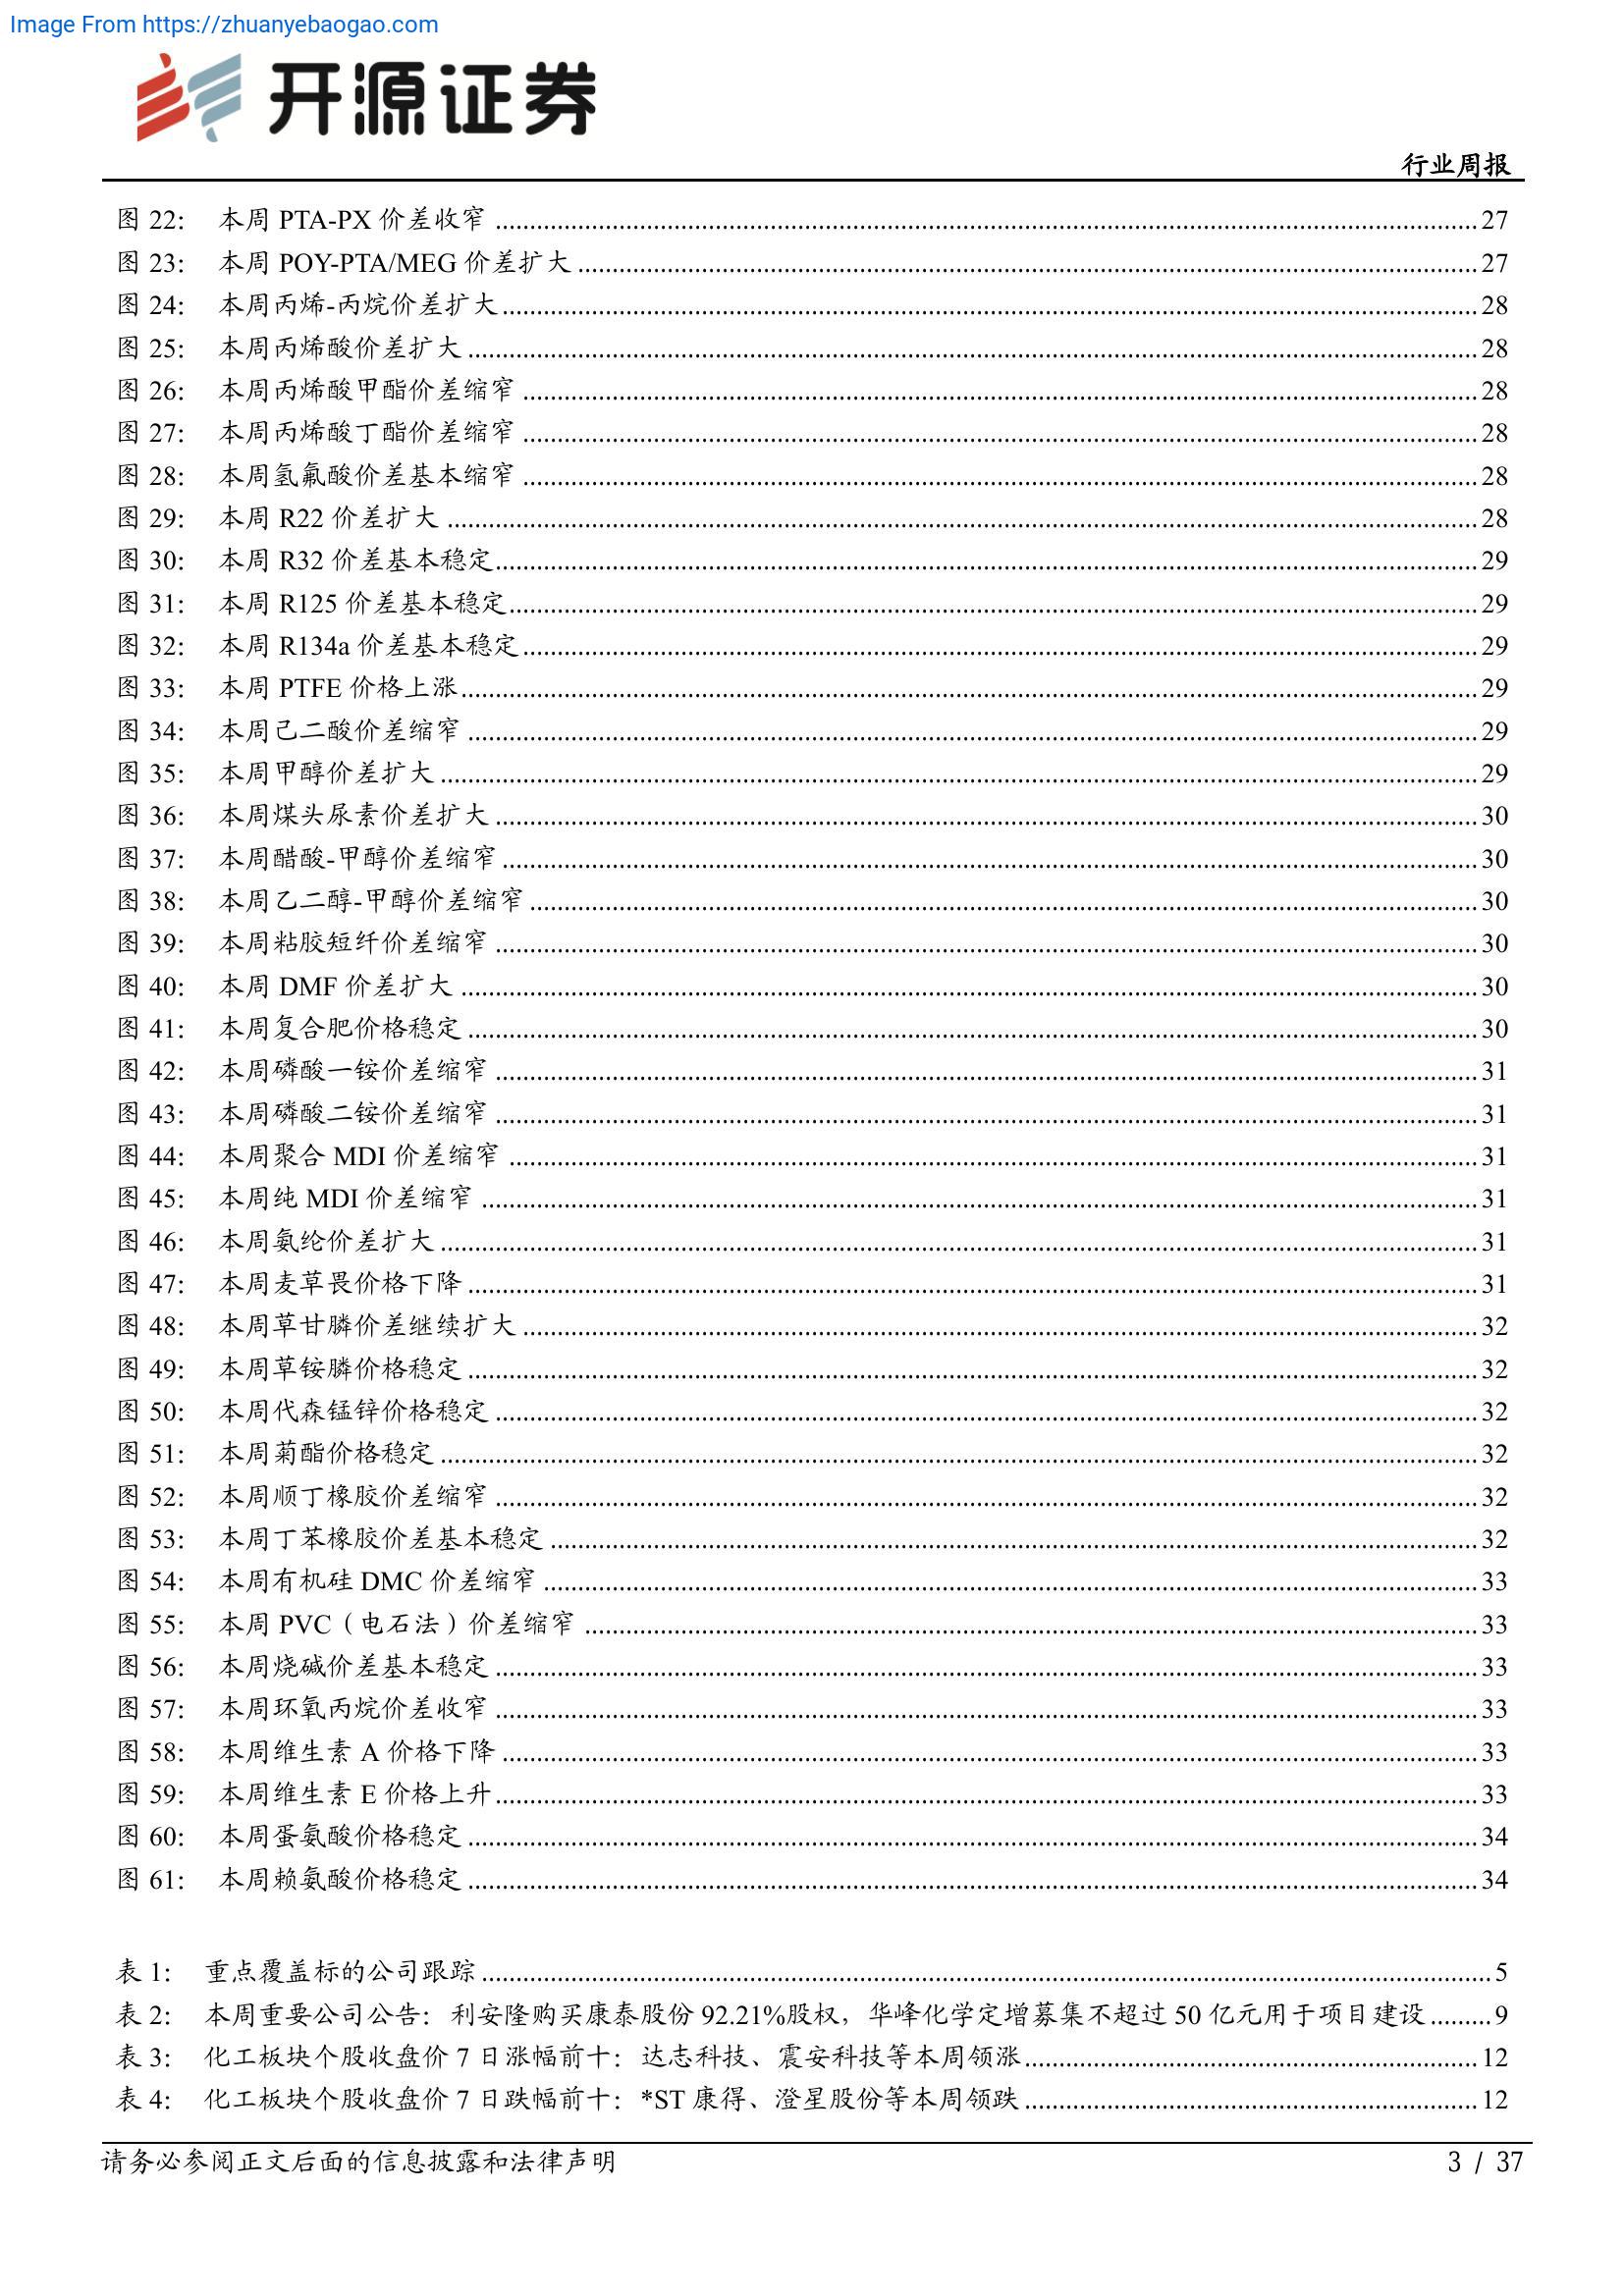 Image From https://zhuanyebaogao.com
开源证券
行业周报
图 22: 本周 PTA-PX 价差收窄 ........ 27
图 23: 本周 POY-PTA/MEG 价差扩大 ........ 27
图 24: 本周丙烯-丙烷价差扩大 ........ 28
图 25: 本周丙烯酸价差扩大 ........ 28
图 26: 本周丙烯酸甲酯价差缩窄 ........ 28
图 27: 本周丙烯酸丁酯价差缩窄 ........ 28
图 28: 本周氢氟酸价差基本缩窄 ........ 28
图 29: 本周 R22 价差扩大 ........ 28
图 30: 本周 R32 价差基本稳定 ........ 29
图 31: 本周 R125 价差基本稳定 ........ 29
图 32: 本周 R134a 价差基本稳定 ........ 29
图 33: 本周 PTFE 价格上涨 ........ 29
图 34: 本周己二酸价差缩窄 ........ 29
图 35: 本周甲醇价差扩大 ........ 29
图 36: 本周煤头尿素价差扩大 ........ 30
图 37: 本周醋酸-甲醇价差缩窄 ........ 30
图 38: 本周乙二醇-甲醇价差缩窄 ........ 30
图 39: 本周粘胶短纤价差缩窄 ........ 30
图 40: 本周 DMF 价差扩大 ........ 30
图 41: 本周复合肥价格稳定 ........ 30
图 42: 本周磷酸一铵价差缩窄 ........ 31
图 43: 本周磷酸二铵价差缩窄 ........ 31
图 44: 本周聚合 MDI 价差缩窄 ........ 31
图 45: 本周纯 MDI 价差缩窄 ........ 31
图 46: 本周氨纶价差扩大 ........ 31
图 47: 本周麦草畏价格下降 ........ 31
图 48: 本周草甘膦价差继续扩大 ........ 32
图 49: 本周草铵膦价格稳定 ........ 32
图 50: 本周代森锰锌价格稳定 ........ 32
图 51: 本周菊酯价格稳定 ........ 32
图 52: 本周顺丁橡胶价差缩窄 ........ 32
图 53: 本周丁苯橡胶价差基本稳定 ........ 32
图 54: 本周有机硅 DMC 价差缩窄 ........ 33
图 55: 本周 PVC（电石法）价差缩窄 ........ 33
图 56: 本周烧碱价差基本稳定 ........ 33
图 57: 本周环氧丙烷价差收窄 ........ 33
图 58: 本周维生素 A 价格下降 ........ 33
图 59: 本周维生素 E 价格上升 ........ 33
图 60: 本周蛋氨酸价格稳定 ........ 34
图 61: 本周赖氨酸价格稳定 ........ 34
表 1: 重点覆盖标的公司跟踪 ........ 5
表 2: 本周重要公司公告：利安隆购买康泰股份 92.21%股权，华峰化学定增募集不超过 50 亿元用于项目建设 ........ 9
表 3: 化工板块个股收盘价 7 日涨幅前十：达志科技、震安科技等本周领涨 ........ 12
表 4: 化工板块个股收盘价 7 日跌幅前十：*ST 康得、澄星股份等本周领跌 ........ 12
请务必参阅正文后面的信息披露和法律声明 3 / 37